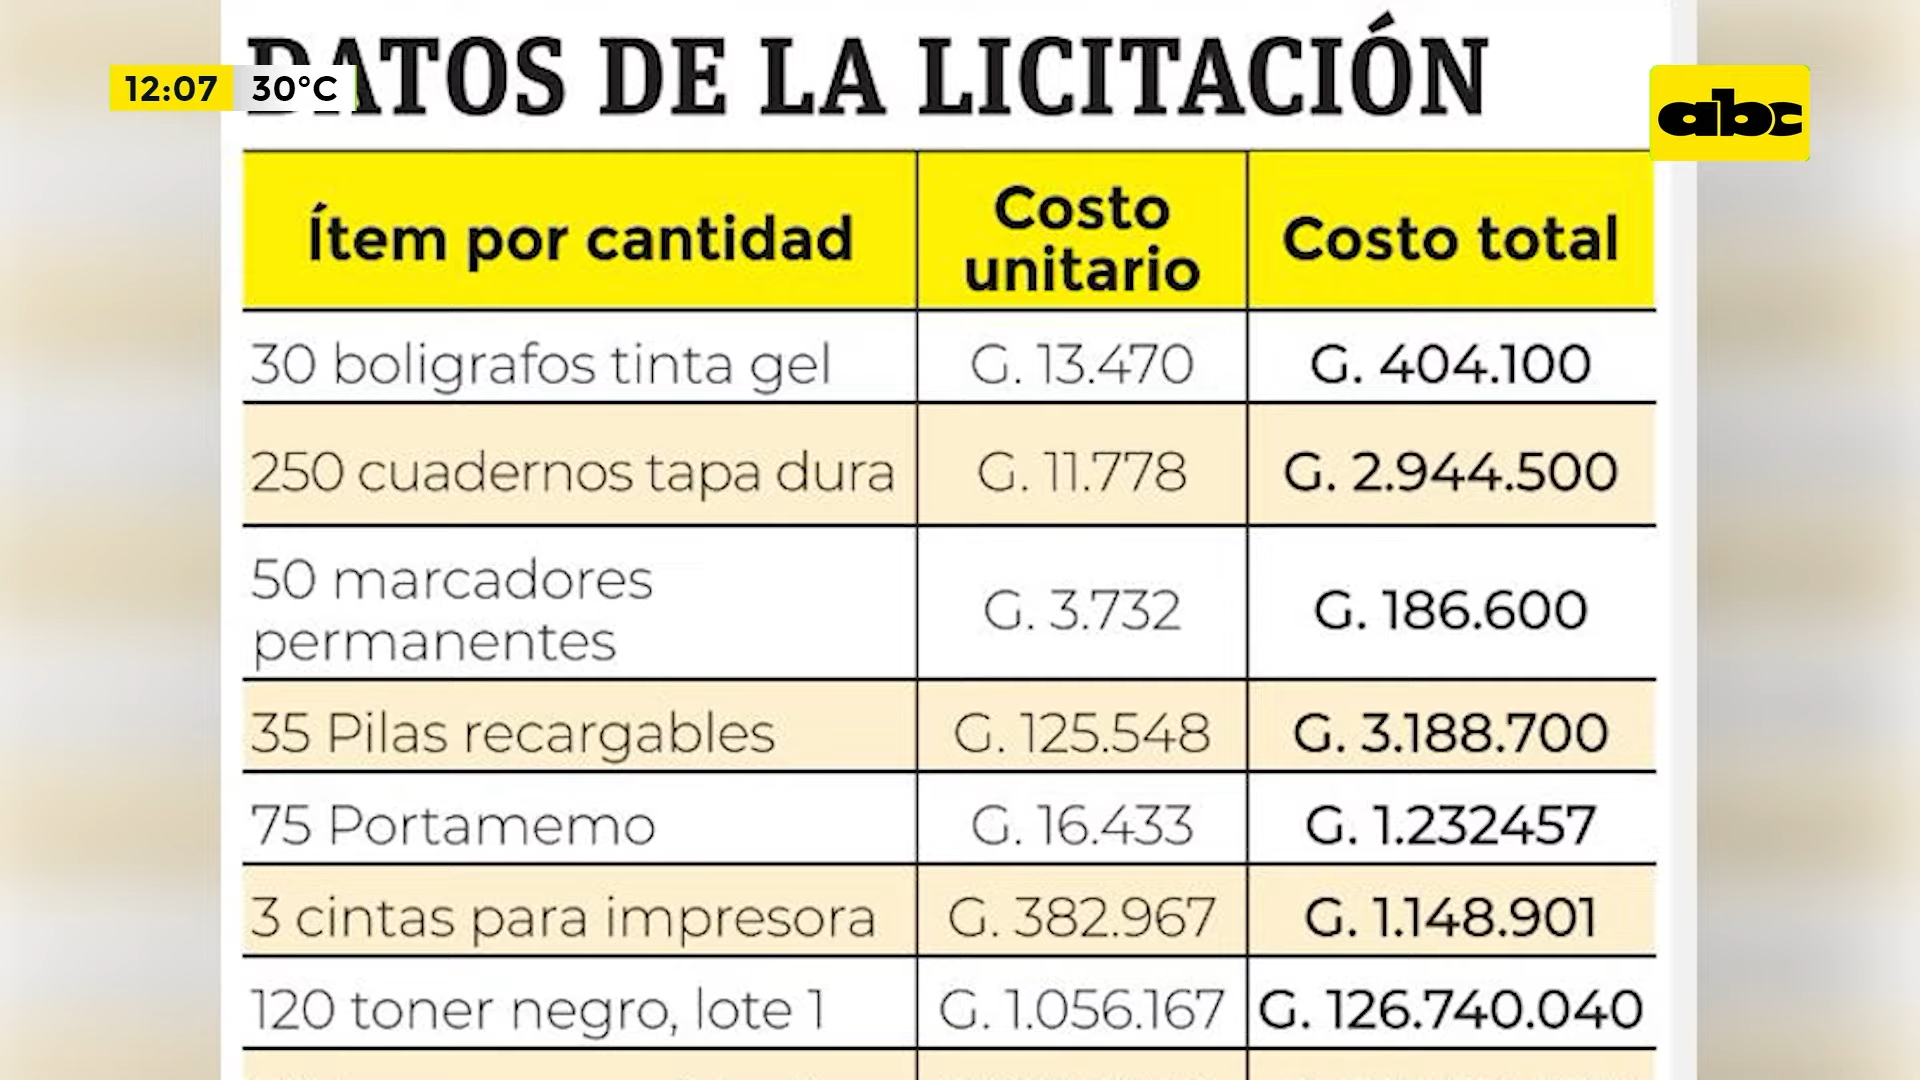 DATOS DE LA LICITACIÓN
12:07 30°C
abc
Ítem por cantidad Costo unitario Costo total
30 boligrafos tinta gel G. 13.470 G. 404.100
250 cuadernos tapa dura G. 11.778 G. 2.944.500
50 marcadores
permanentes G. 3.732 G. 186.600
35 Pilas recargables G. 125.548 G. 3.188.700
75 Portamemo G. 16.433 G. 1.232457
3 cintas para impresora G. 382.967 G. 1.148.901
120 toner negro, lote 1 G. 1.056.167 G. 126.740.040